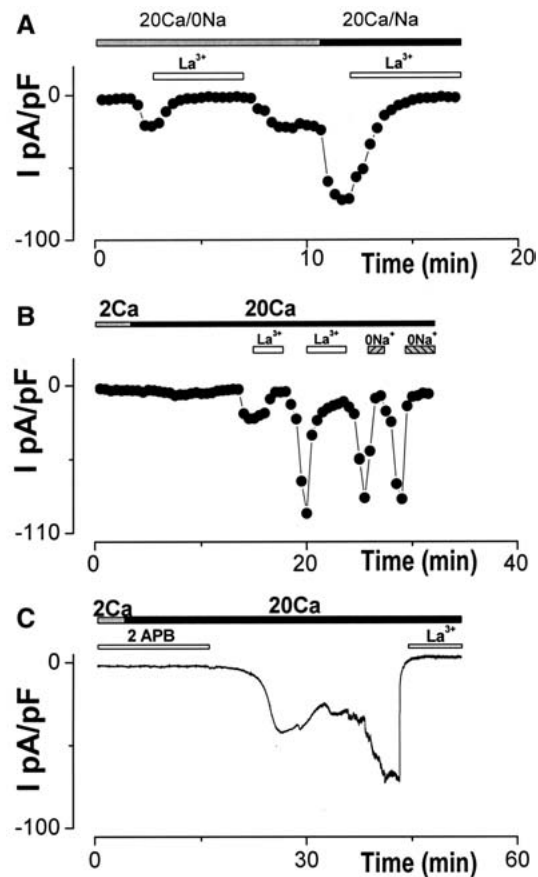 A
20Ca/0Na 20Ca/Na
La³⁺ La³⁺
0
I pA/pF
-100
0 10 20
Time (min)
B
2Ca 20Ca
La³⁺ La³⁺ 0Na⁺ 0Na⁺
0
I pA/pF
-110
0 20 40
Time (min)
C
2Ca 20Ca
2 APB La³⁺
0
I pA/pF
-100
0 30 60
Time (min)